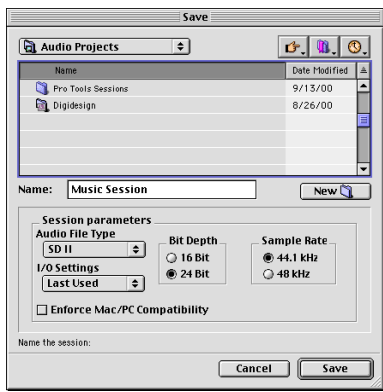 Save
Audio Projects
Name Date Modified
Pro Tools Sessions 9/13/00
Digidesign 8/26/00
Name: Music Session New
Session parameters
Audio File Type
SD II
I/O Settings
Last Used
Bit Depth
16 Bit
24 Bit
Sample Rate
44.1 kHz
48 kHz
Enforce Mac/PC Compatibility
Name the session:
Cancel Save